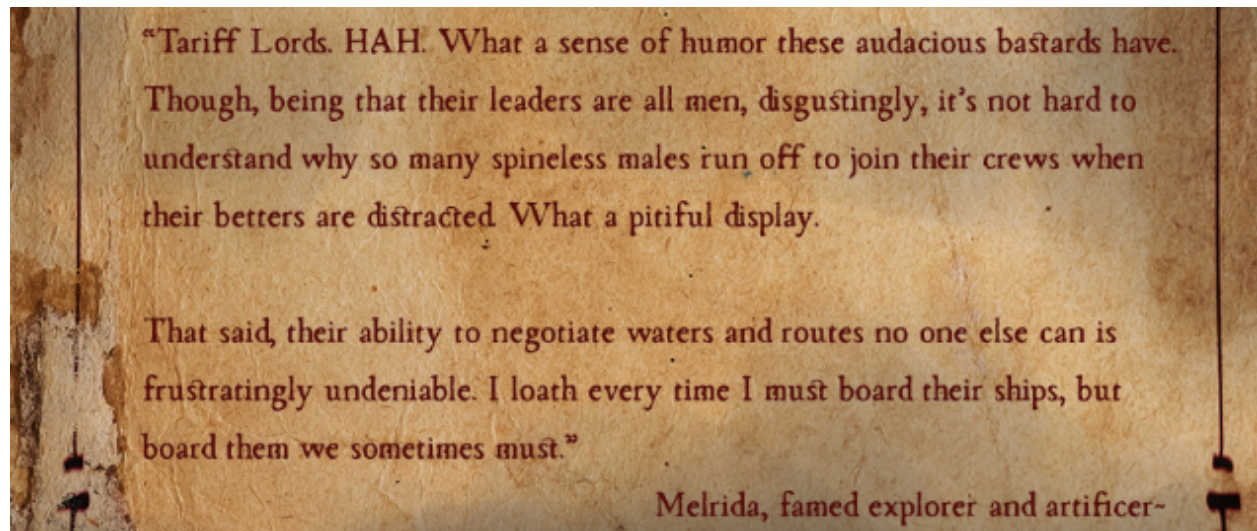 “Tariff Lords. HAH. What a sense of humor these audacious bastards have.
Though, being that their leaders are all men, disgustingly, it’s not hard to
understand why so many spineless males run off to join their crews when
their betters are distracted. What a pitiful display.
That said, their ability to negotiate waters and routes no one else can is
frustratingly undeniable. I loath every time I must board their ships, but
board them we sometimes must.”
Melrida, famed explorer and artificer~